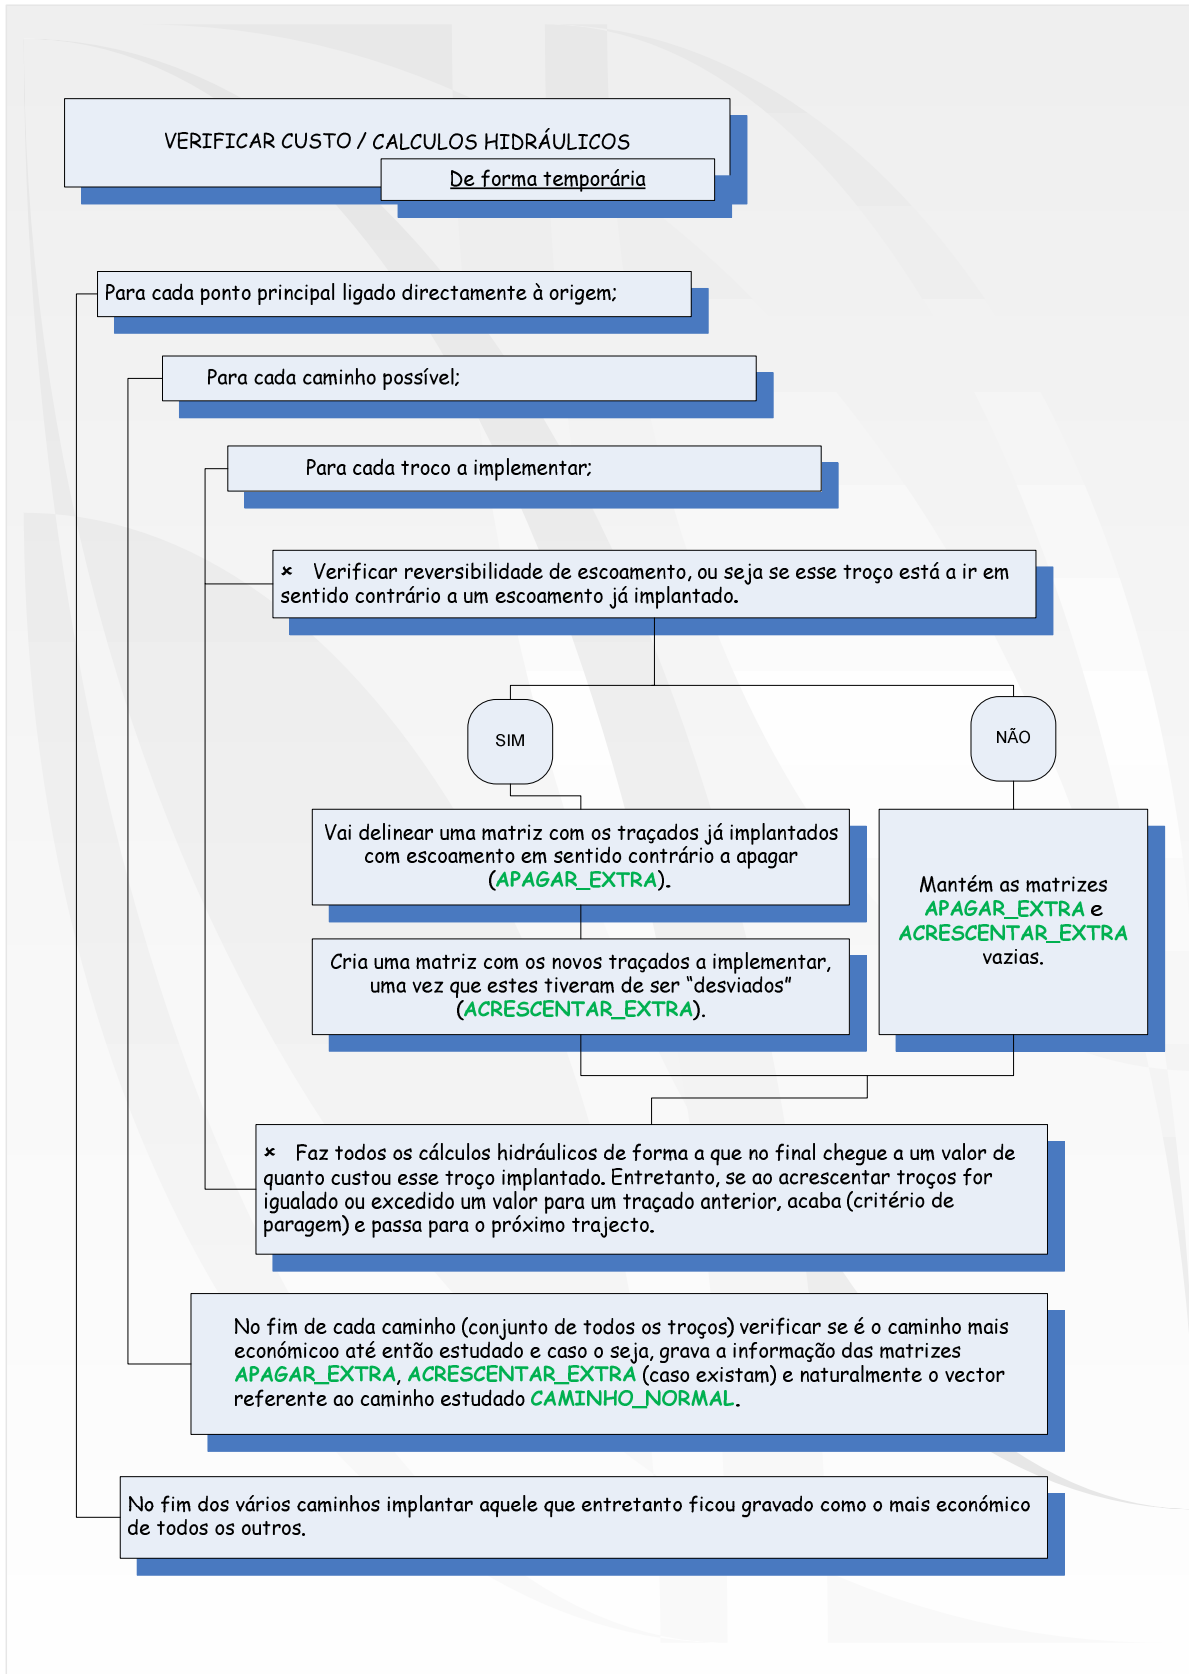 VERIFICAR CUSTO / CALCULOS HIDRÁULICOS
De forma temporária
Para cada ponto principal ligado directamente à origem;
Para cada caminho possível;
Para cada troco a implementar;
× Verificar reversibilidade de escoamento, ou seja se esse troço está a ir em
sentido contrário a um escoamento já implantado.
SIM
NÃO
Vai delinear uma matriz com os traçados já implantados
com escoamento em sentido contrário a apagar
(APAGAR_EXTRA).
Cria uma matriz com os novos traçados a implementar,
uma vez que estes tiveram de ser “desviados”
(ACRESCENTAR_EXTRA).
Mantém as matrizes
APAGAR_EXTRA e
ACRESCENTAR_EXTRA
vazias.
× Faz todos os cálculos hidráulicos de forma a que no final chegue a um valor de
quanto custou esse troço implantado. Entretanto, se ao acrescentar troços for
igualado ou excedido um valor para um traçado anterior, acaba (critério de
paragem) e passa para o próximo trajecto.
No fim de cada caminho (conjunto de todos os troços) verificar se é o caminho mais
económicoo até então estudado e caso o seja, grava a informação das matrizes
APAGAR_EXTRA, ACRESCENTAR_EXTRA (caso existam) e naturalmente o vector
referente ao caminho estudado CAMINHO_NORMAL.
No fim dos vários caminhos implantar aquele que entretanto ficou gravado como o mais económico
de todos os outros.